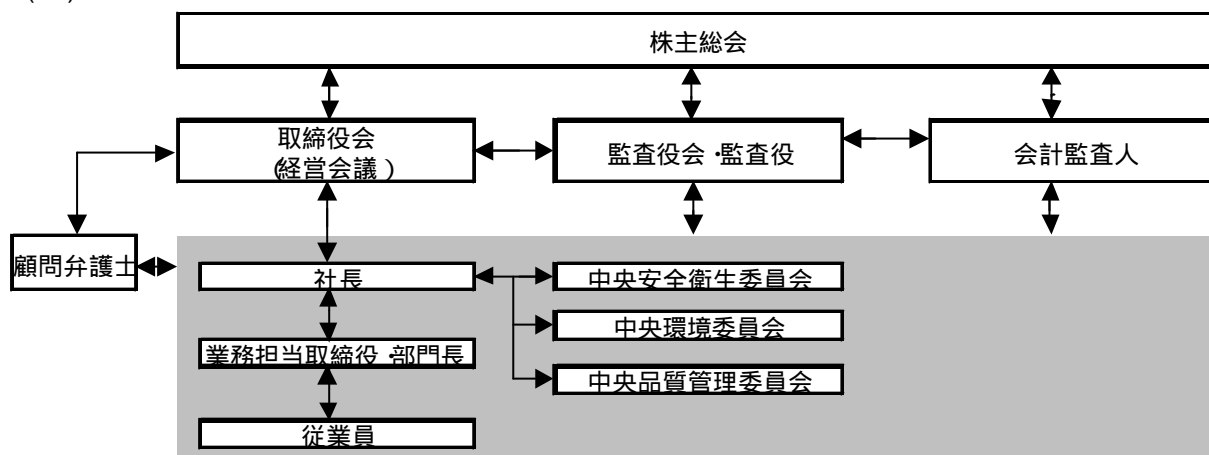 株主総会
取締役会
(経営会議)
監査役会・監査役
会計監査人
顧問弁護士
社長
中央安全衛生委員会
中央環境委員会
業務担当取締役・部門長
中央品質管理委員会
従業員